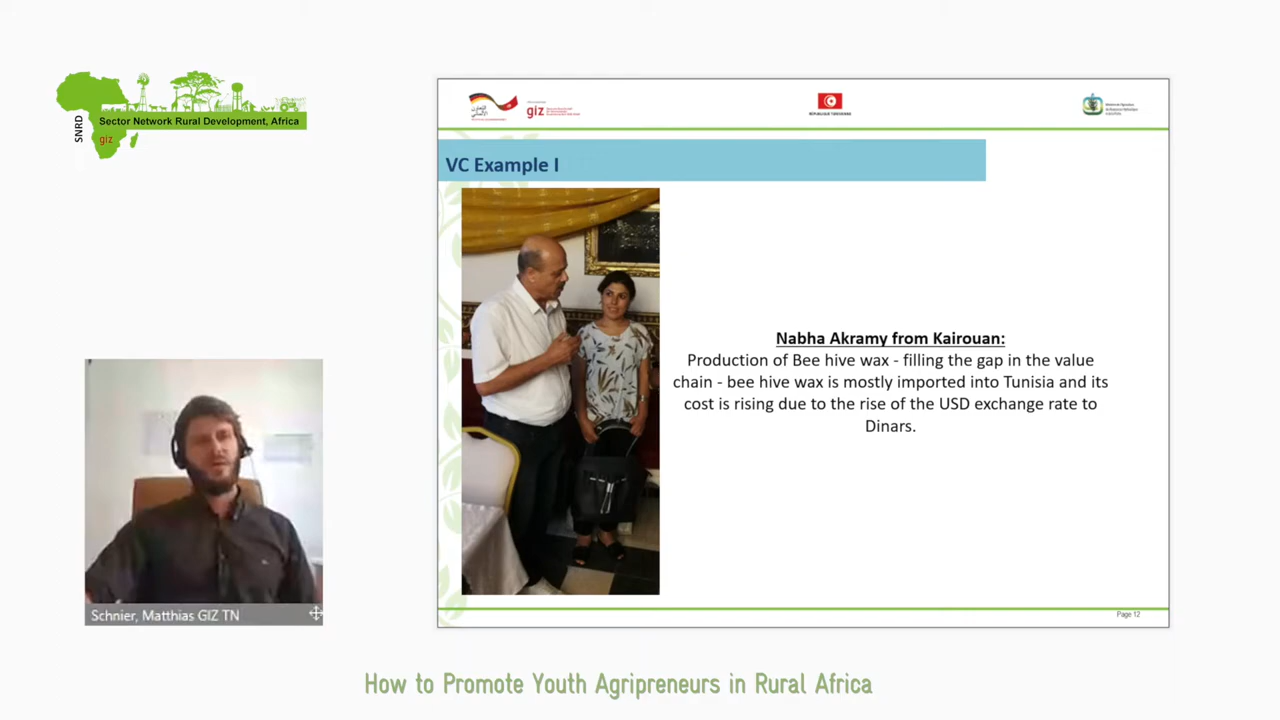 SNRD
Sector Network Rural Development, Africa
giz
giz
REPUBLIQUE TUNISIENNE
VC Example I
Nabha Akramy from Kairouan:
Production of Bee hive wax - filling the gap in the value
chain - bee hive wax is mostly imported into Tunisia and its
cost is rising due to the rise of the USD exchange rate to
Dinars.
Schnier, Matthias GIZ TN
Page 12
How to Promote Youth Agripreneurs in Rural Africa